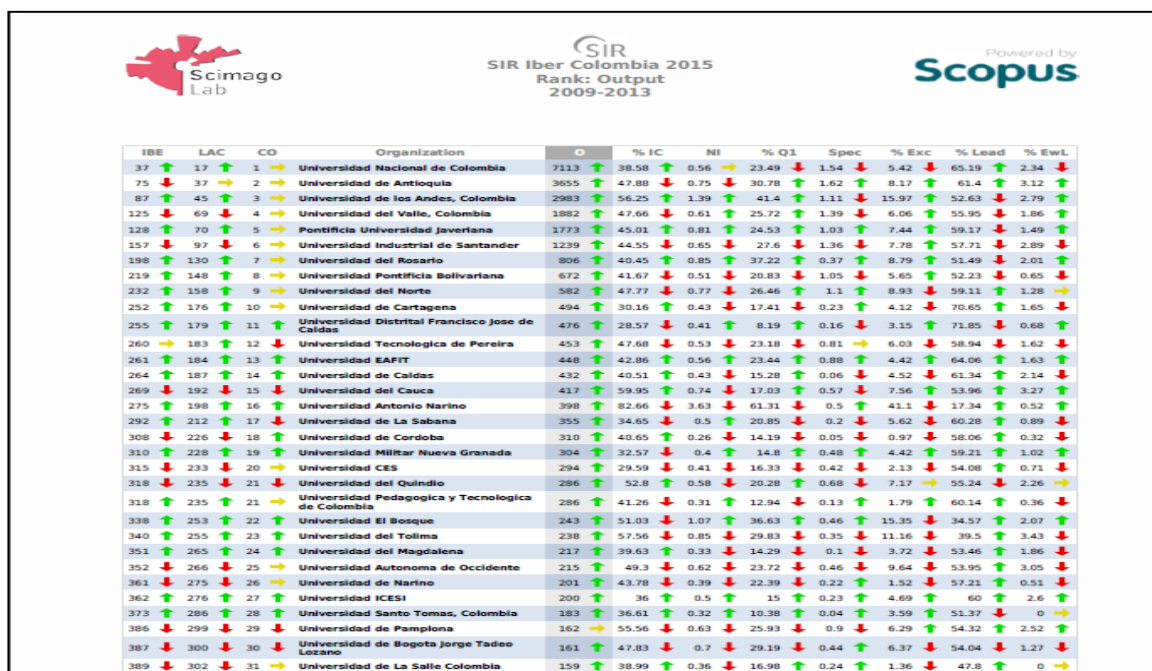 Scimago
Lab
SIR
SIR Iber Colombia 2015
Rank: Output
2009-2013
Powered by
Scopus
IBE LAC CO Organization O % IC NI % Q1 Spec % Exc % Lead % EwL
37 17 1 Universidad Nacional de Colombia 7113 38.58 0.56 23.49 1.54 5.42 65.19 2.34
75 37 2 Universidad de Antioquia 3655 47.88 0.75 30.78 1.62 8.17 61.4 3.12
87 45 3 Universidad de los Andes, Colombia 2983 56.25 1.39 41.4 1.11 15.97 52.63 2.79
125 69 4 Universidad del Valle, Colombia 1882 47.66 0.61 25.72 1.39 6.06 55.95 1.86
128 70 5 Pontificia Universidad Javeriana 1773 45.01 0.81 24.53 1.03 7.44 59.17 1.49
157 97 6 Universidad Industrial de Santander 1239 44.55 0.65 27.6 1.36 7.78 57.71 2.89
198 130 7 Universidad del Rosario 806 40.45 0.85 37.22 0.37 8.79 51.49 2.01
219 148 8 Universidad Pontificia Bolivariana 672 41.67 0.51 20.83 1.05 5.65 52.23 0.65
232 158 9 Universidad del Norte 582 47.77 0.77 26.46 1.1 8.93 59.11 1.28
252 176 10 Universidad de Cartagena 494 30.16 0.43 17.41 0.23 4.12 70.65 1.65
255 179 11 Universidad Distrital Francisco Jose de
Caldas 476 28.57 0.41 8.19 0.16 3.15 71.85 0.68
260 183 12 Universidad Tecnologica de Pereira 453 47.68 0.53 23.18 0.81 6.03 58.94 1.62
261 184 13 Universidad EAFIT 448 42.86 0.56 23.44 0.88 4.42 64.06 1.63
264 187 14 Universidad de Caldas 432 40.51 0.43 15.28 0.06 4.52 61.34 2.14
269 192 15 Universidad del Cauca 417 59.95 0.74 17.03 0.57 7.56 53.96 3.27
275 198 16 Universidad Antonio Narino 398 82.66 3.63 61.31 0.5 41.1 17.34 0.52
292 212 17 Universidad de La Sabana 355 34.65 0.5 20.85 0.2 5.62 60.28 0.89
308 226 18 Universidad de Cordoba 310 40.65 0.26 14.19 0.05 0.97 58.06 0.32
310 228 19 Universidad Militar Nueva Granada 304 32.57 0.4 14.8 0.48 4.42 59.21 1.02
315 233 20 Universidad CES 294 29.59 0.41 16.33 0.42 2.13 54.08 0.71
318 235 21 Universidad del Quindio 286 52.8 0.58 20.28 0.68 7.17 55.24 2.26
318 235 21 Universidad Pedagogica y Tecnologica
de Colombia 286 41.26 0.31 12.94 0.13 1.79 60.14 0.36
338 253 22 Universidad El Bosque 243 51.03 1.07 36.63 0.46 15.35 34.57 2.07
340 255 23 Universidad del Tolima 238 57.56 0.85 29.83 0.35 11.16 39.5 3.43
351 265 24 Universidad del Magdalena 217 39.63 0.33 14.29 0.1 3.72 53.46 1.86
352 266 25 Universidad Autonoma de Occidente 215 49.3 0.62 23.72 0.46 9.64 53.95 3.05
361 275 26 Universidad de Narino 201 43.78 0.39 22.39 0.22 1.52 57.21 0.51
362 276 27 Universidad ICESI 200 36 0.5 15 0.23 4.69 60 2.6
373 286 28 Universidad Santo Tomas, Colombia 183 36.61 0.32 10.38 0.04 3.59 51.37 0
386 299 29 Universidad de Pamplona 162 55.56 0.63 25.93 0.9 6.29 54.32 2.52
387 300 30 Universidad de Bogota Jorge Tadeo
Lozano 161 47.83 0.7 29.19 0.44 6.37 54.04 1.27
389 302 31 Universidad de La Salle Colombia 159 38.99 0.36 16.98 0.24 1.36 47.8 0